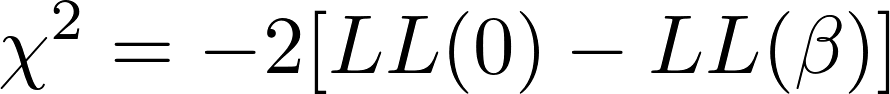 χ² = −2[LL(0) − LL(β)]